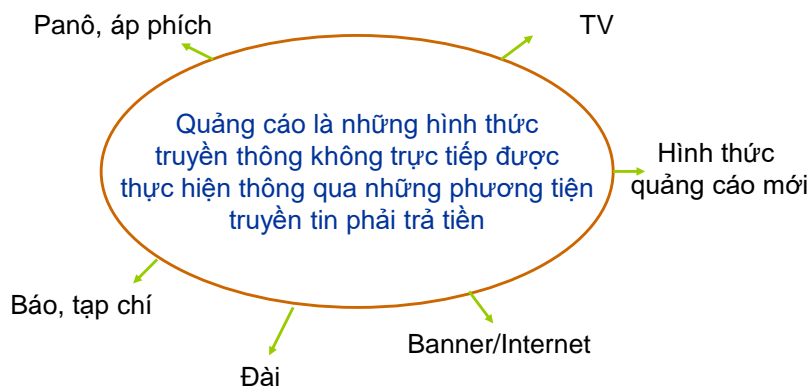 Panô, áp phích
TV
Quảng cáo là những hình thức
truyền thông không trực tiếp được
thực hiện thông qua những phương tiện
truyền tin phải trả tiền
Hình thức
quảng cáo mới
Báo, tạp chí
Banner/Internet
Đài